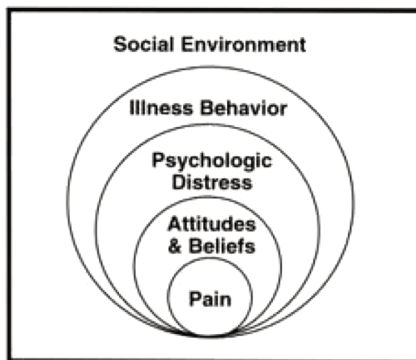 Social Environment
Illness Behavior
Psychologic
Distress
Attitudes
& Beliefs
Pain